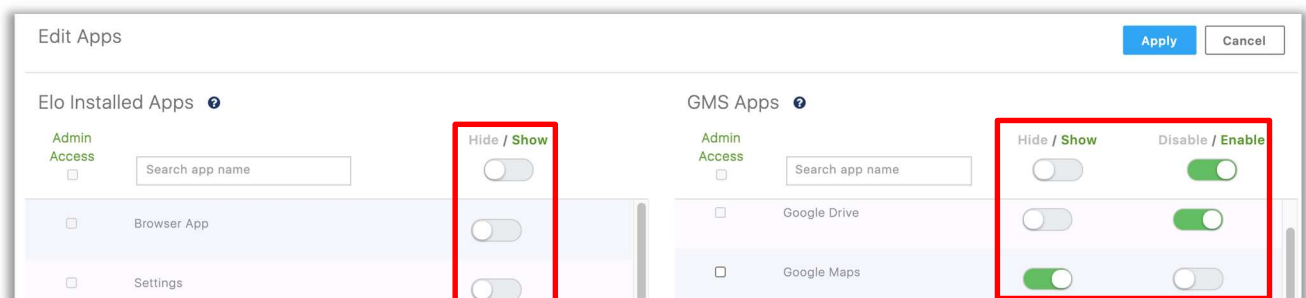 Edit Apps
Apply
Cancel
Elo Installed Apps ?
GMS Apps ?
Admin
Access
Search app name
Hide / Show
Admin
Access
Search app name
Hide / Show
Disable / Enable
Browser App
Google Drive
Settings
Google Maps